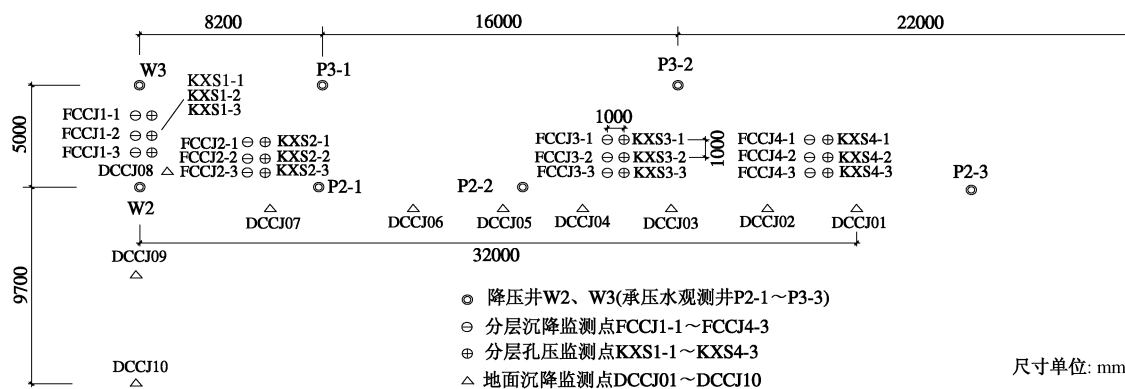 8200
16000
22000
W3
P3-1
P3-2
KXS1-1
KXS1-2
KXS1-3
FCCJ1-1
FCCJ1-2
FCCJ1-3
DCCJ08
5000
FCCJ2-1 KXS2-1
FCCJ2-2 KXS2-2
FCCJ2-3 KXS2-3
1000
FCCJ3-1 KXS3-1
FCCJ3-2 KXS3-2
FCCJ3-3 KXS3-3
1000
FCCJ4-1 KXS4-1
FCCJ4-2 KXS4-2
FCCJ4-3 KXS4-3
W2
P2-1
P2-2
P2-3
DCCJ07
DCCJ06
DCCJ05
DCCJ04
DCCJ03
DCCJ02
DCCJ01
32000
DCCJ09
9700
DCCJ10
降压井W2、W3(承压水观测井P2-1～P3-3)
分层沉降监测点FCCJ1-1～FCCJ4-3
分层孔压监测点KXS1-1～KXS4-3
地面沉降监测点DCCJ01～DCCJ10
尺寸单位: mm